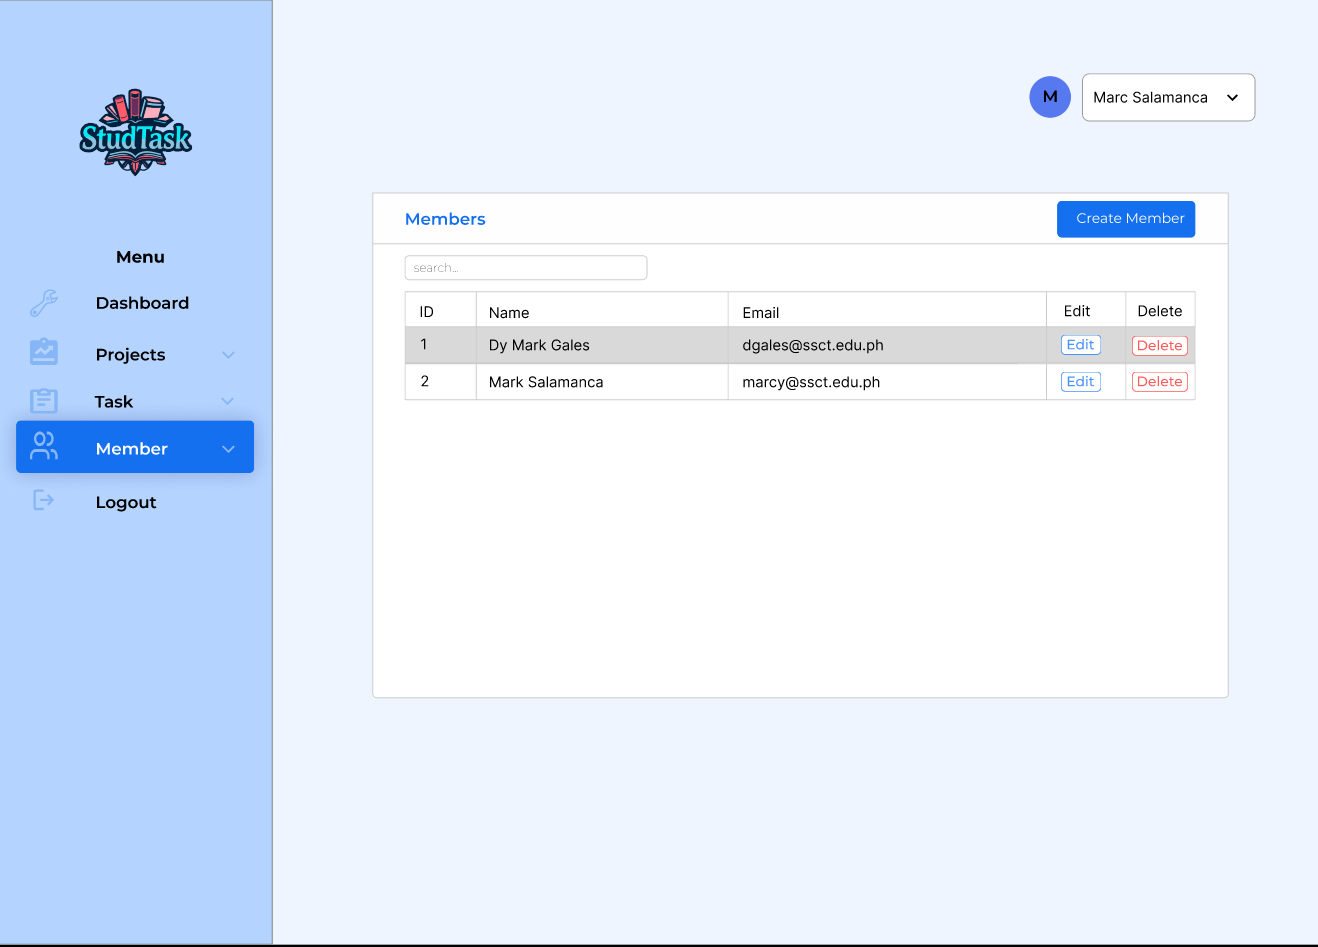 StudTask
M
Marc Salamanca
Menu
Dashboard
Projects
Task
Member
Logout
Members
Create Member
search...
ID Name Email Edit Delete
1 Dy Mark Gales dgales@ssct.edu.ph Edit Delete
2 Mark Salamanca marcy@ssct.edu.ph Edit Delete